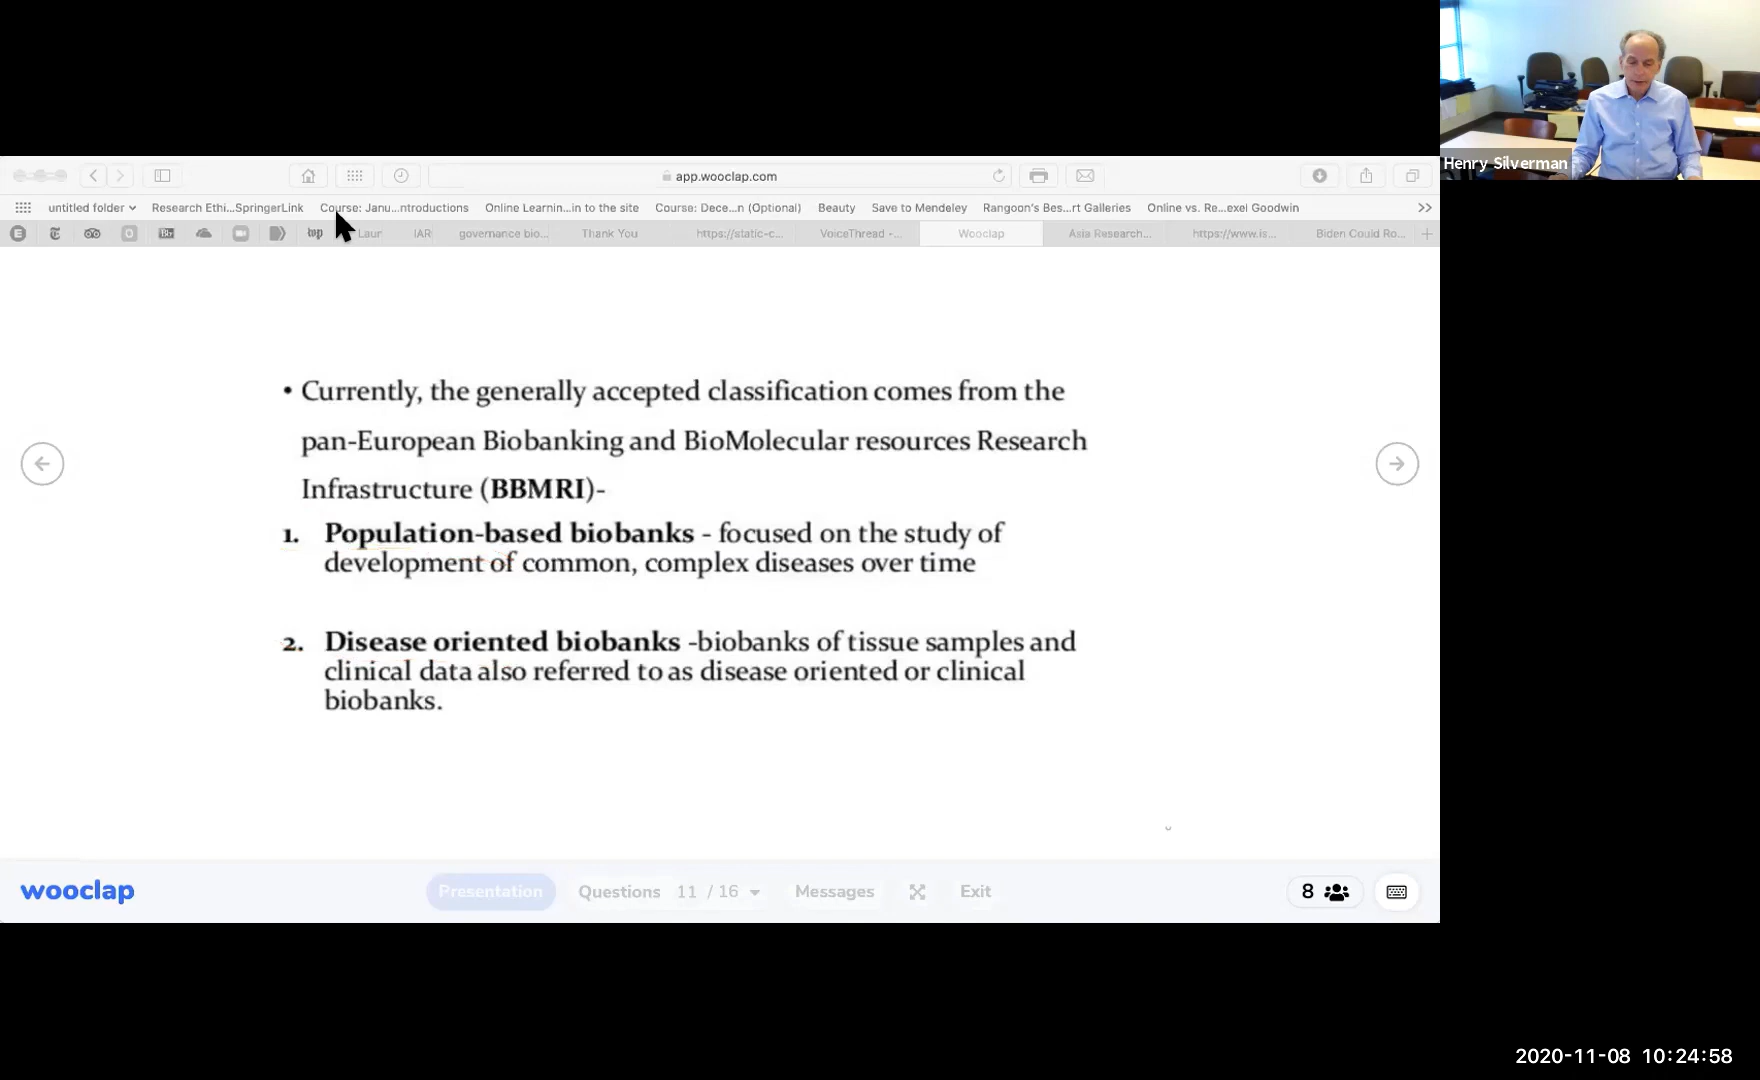 Henry Silverman
app.wooclap.com
untitled folder
Research Ethi...SpringerLink
Course: Janu...ntroductions
Online Learnin...in to the site
Course: Dece...n (Optional)
Beauty
Save to Mendeley
Rangoon's Bes...rt Galleries
Online vs. Re...exel Goodwin
>>
wp
Laur
IAR
governance bio...
Thank You
https://static-c...
VoiceThread -...
Wooclap
Asia Research...
https://www.is...
Biden Could Ro...
+
• Currently, the generally accepted classification comes from the
pan-European Biobanking and BioMolecular resources Research
Infrastructure (BBMRI)-
1. Population-based biobanks - focused on the study of
development of common, complex diseases over time
2. Disease oriented biobanks -biobanks of tissue samples and
clinical data also referred to as disease oriented or clinical
biobanks.
wooclap
Presentation
Questions 11 / 16
Messages
Exit
8
2020-11-08 10:24:58